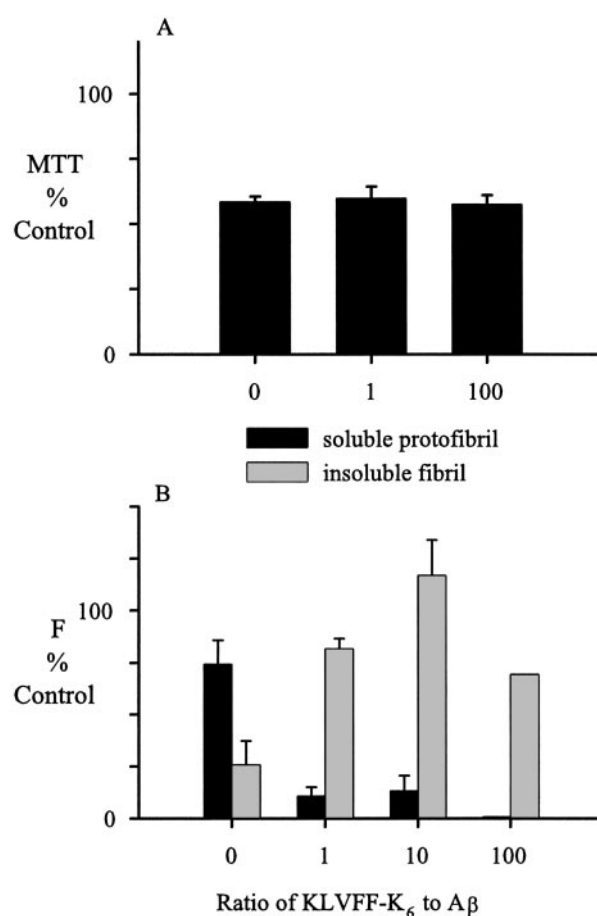 A
100
MTT
%
Control
0
0 1 100
soluble protofibril
insoluble fibril
B
100
F
%
Control
0
0 1 10 100
Ratio of KLVFF-K₆ to Aβ